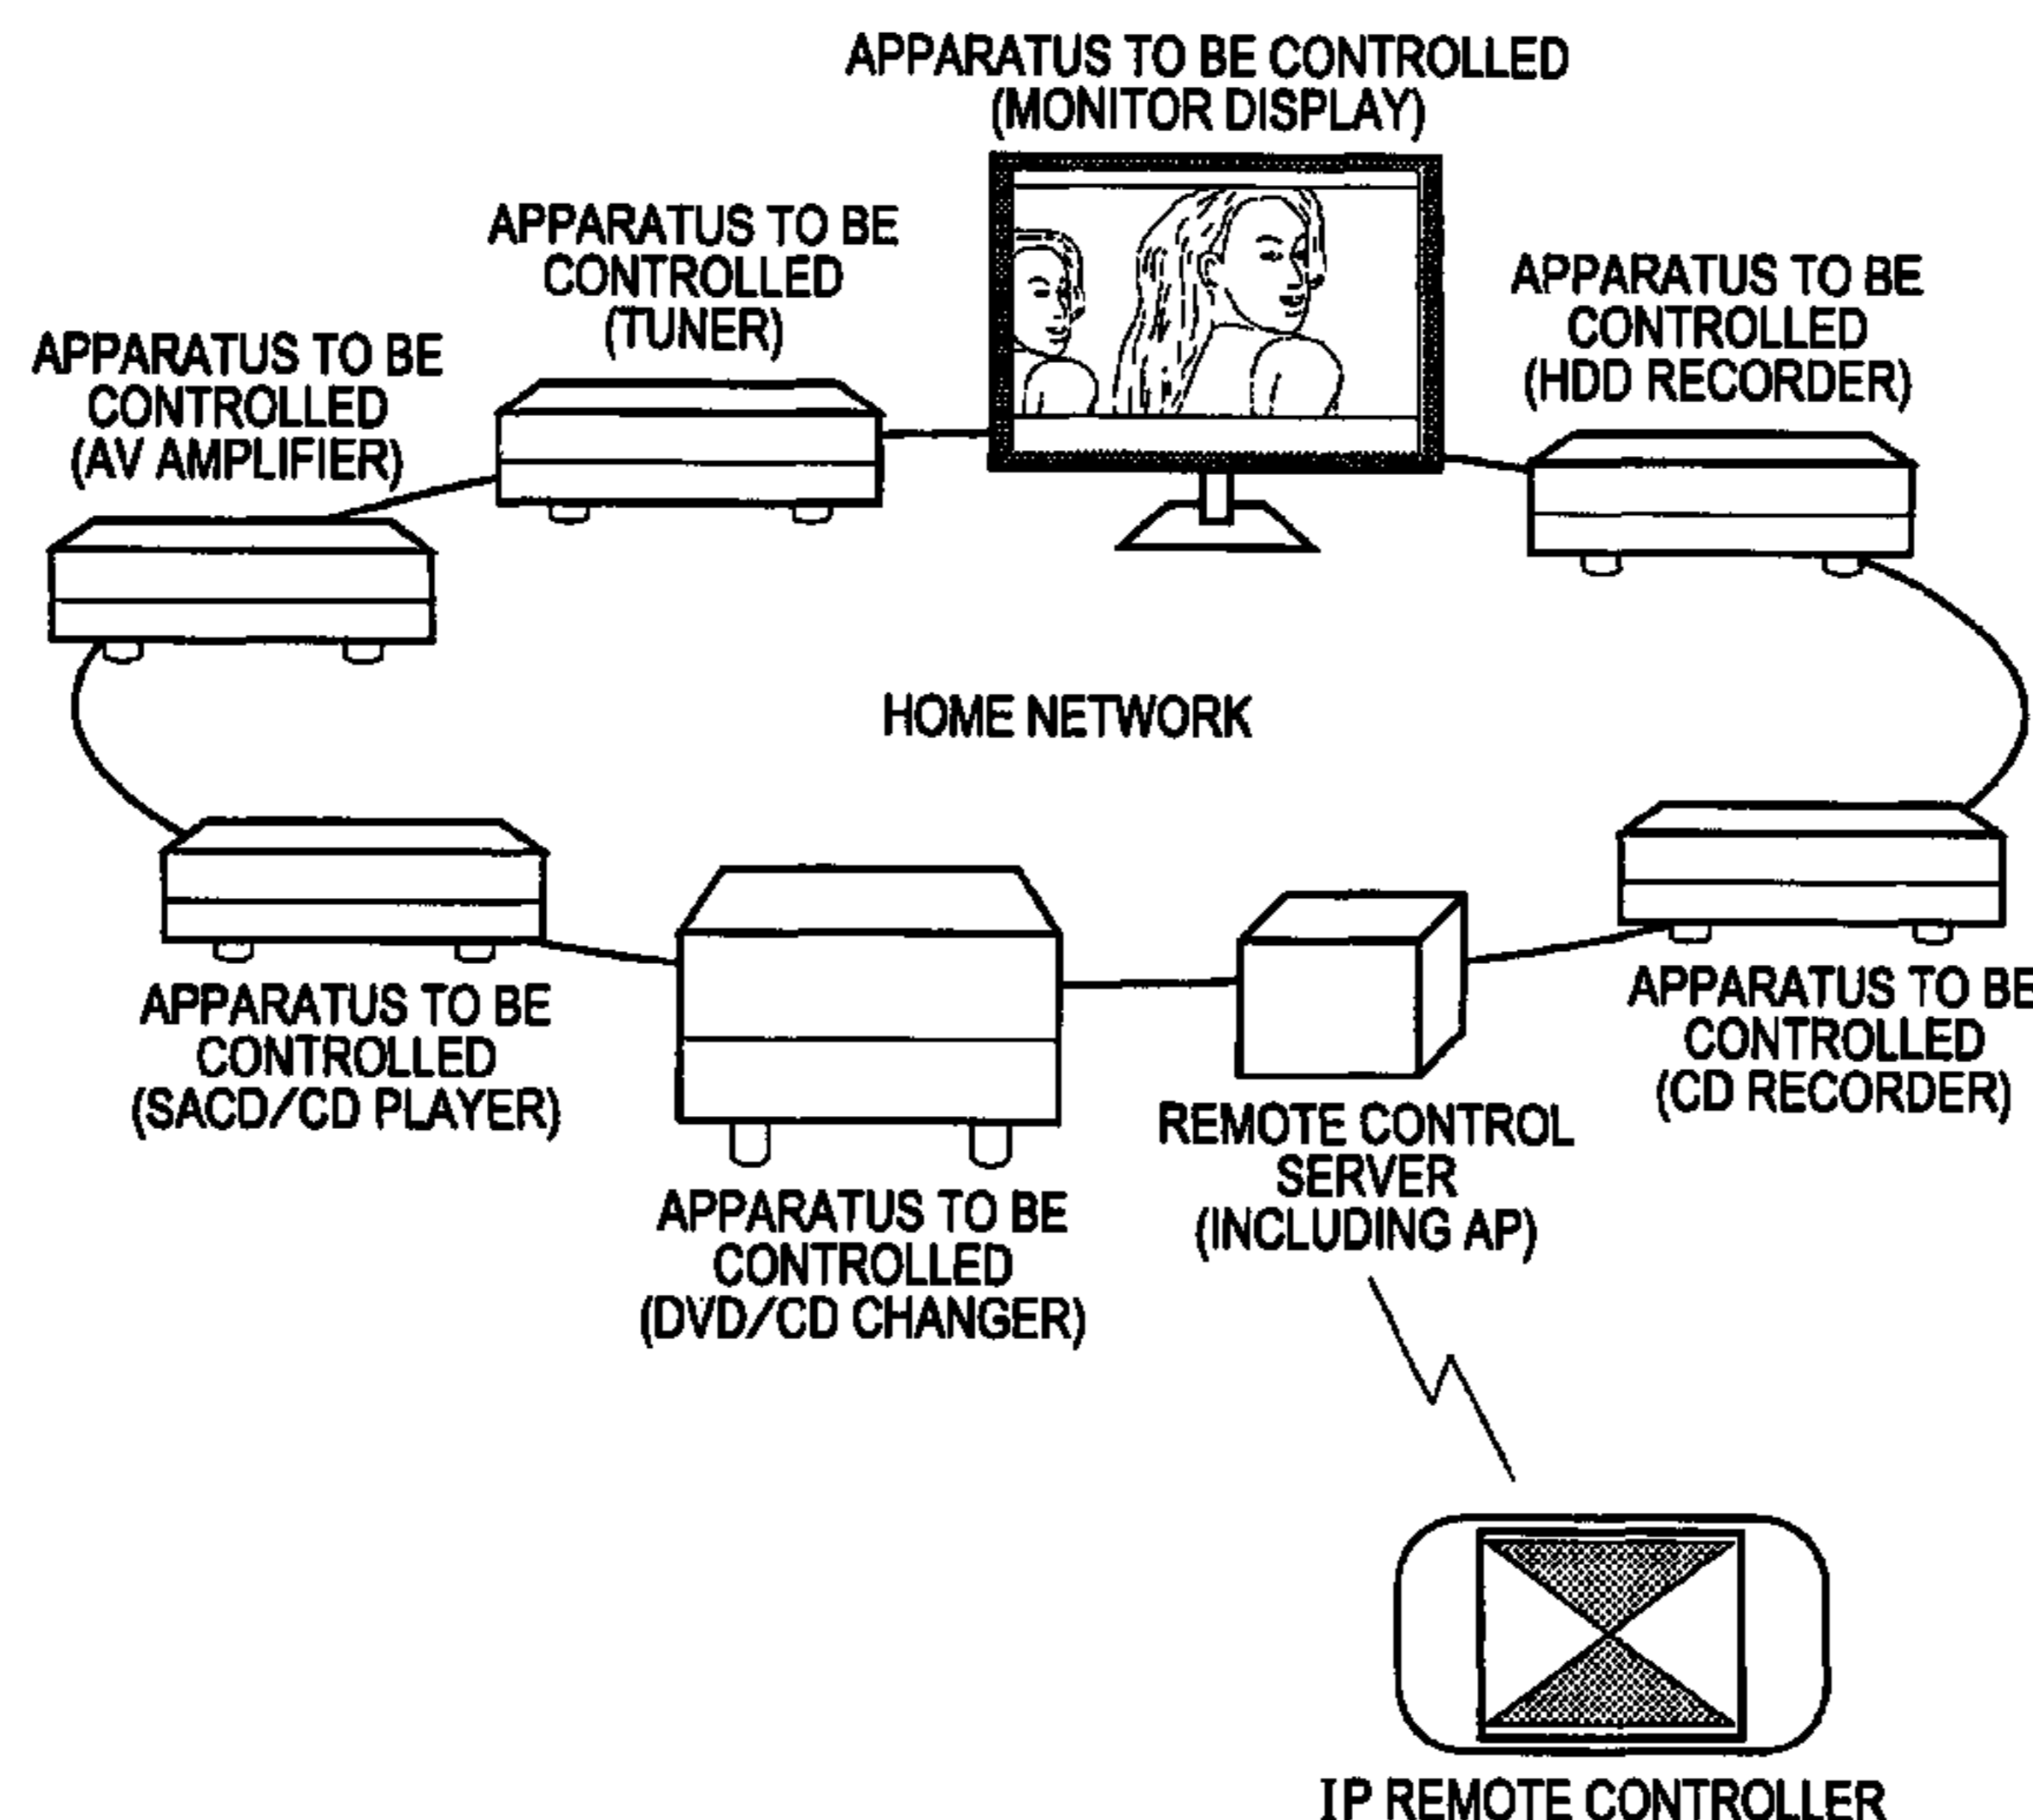 APPARATUS TO BE CONTROLLED
(MONITOR DISPLAY)
APPARATUS TO BE
CONTROLLED
(TUNER)
APPARATUS TO BE
CONTROLLED
(HDD RECORDER)
APPARATUS TO BE
CONTROLLED
(AV AMPLIFIER)
HOME NETWORK
APPARATUS TO BE
CONTROLLED
(SACD/CD PLAYER)
APPARATUS TO BE
CONTROLLED
(DVD/CD CHANGER)
REMOTE CONTROL
SERVER
(INCLUDING AP)
APPARATUS TO BE
CONTROLLED
(CD RECORDER)
IP REMOTE CONTROLLER